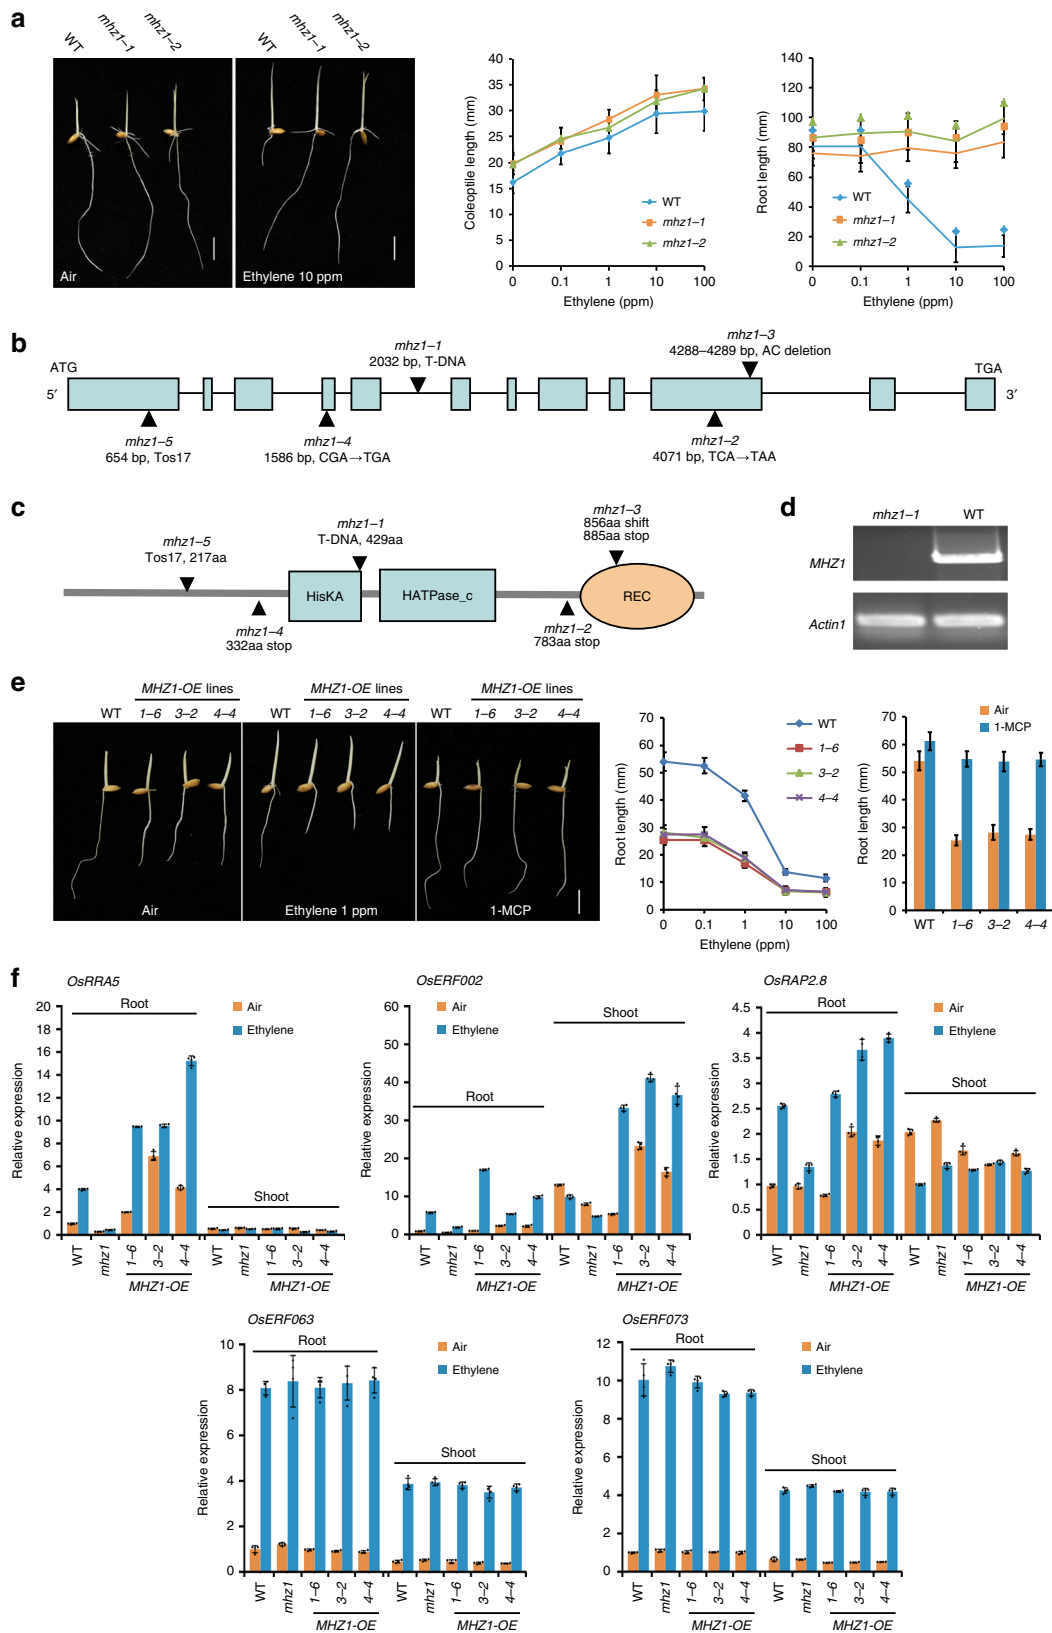 a
WT
mhz1–1
mhz1–2
Air
Ethylene 10 ppm
Coleoptile length (mm)
40
35
30
25
20
15
10
5
0
0
0.1
1
10
100
Ethylene (ppm)
WT
mhz1–1
mhz1–2
Root length (mm)
140
120
100
80
60
40
20
0
0
0.1
1
10
100
Ethylene (ppm)
WT
mhz1–1
mhz1–2
b
ATG
5′
mhz1–1
2032 bp, T-DNA
mhz1–3
4288–4289 bp, AC deletion
TGA
3′
mhz1–5
654 bp, Tos17
mhz1–4
1586 bp, CGA→TGA
mhz1–2
4071 bp, TCA→TAA
c
mhz1–5
Tos17, 217aa
mhz1–1
T-DNA, 429aa
mhz1–3
856aa shift
885aa stop
HisKA
HATPase_c
REC
mhz1–4
332aa stop
mhz1–2
783aa stop
d
mhz1–1
WT
MHZ1
Actin1
e
MHZ1-OE lines
MHZ1-OE lines
MHZ1-OE lines
WT
1–6
3–2
4–4
WT
1–6
3–2
4–4
WT
1–6
3–2
4–4
Air
Ethylene 1 ppm
1-MCP
Root length (mm)
70
60
50
40
30
20
10
0
0
0.1
1
10
100
Ethylene (ppm)
WT
1–6
3–2
4–4
Root length (mm)
70
60
50
40
30
20
10
0
Air
1-MCP
WT
1–6
3–2
4–4
f
OsRRA5
Relative expression
20
18
16
14
12
10
8
6
4
2
0
Root
Air
Ethylene
Shoot
WT
mhz1
1–6
3–2
4–4
WT
mhz1
1–6
3–2
4–4
MHZ1-OE
MHZ1-OE
OsERF002
Relative expression
60
50
40
30
20
10
0
Air
Ethylene
Root
Shoot
WT
mhz1
1–6
3–2
4–4
WT
mhz1
1–6
3–2
4–4
MHZ1-OE
MHZ1-OE
OsRAP2.8
Relative expression
4.5
4
3.5
3
2.5
2
1.5
1
0.5
0
Root
Air
Ethylene
Shoot
WT
mhz1
1–6
3–2
4–4
WT
mhz1
1–6
3–2
4–4
MHZ1-OE
MHZ1-OE
OsERF063
Relative expression
10
8
6
4
2
0
Root
Air
Ethylene
Shoot
WT
mhz1
1–6
3–2
4–4
WT
mhz1
1–6
3–2
4–4
MHZ1-OE
MHZ1-OE
OsERF073
Relative expression
12
10
8
6
4
2
0
Root
Air
Ethylene
Shoot
WT
mhz1
1–6
3–2
4–4
WT
mhz1
1–6
3–2
4–4
MHZ1-OE
MHZ1-OE